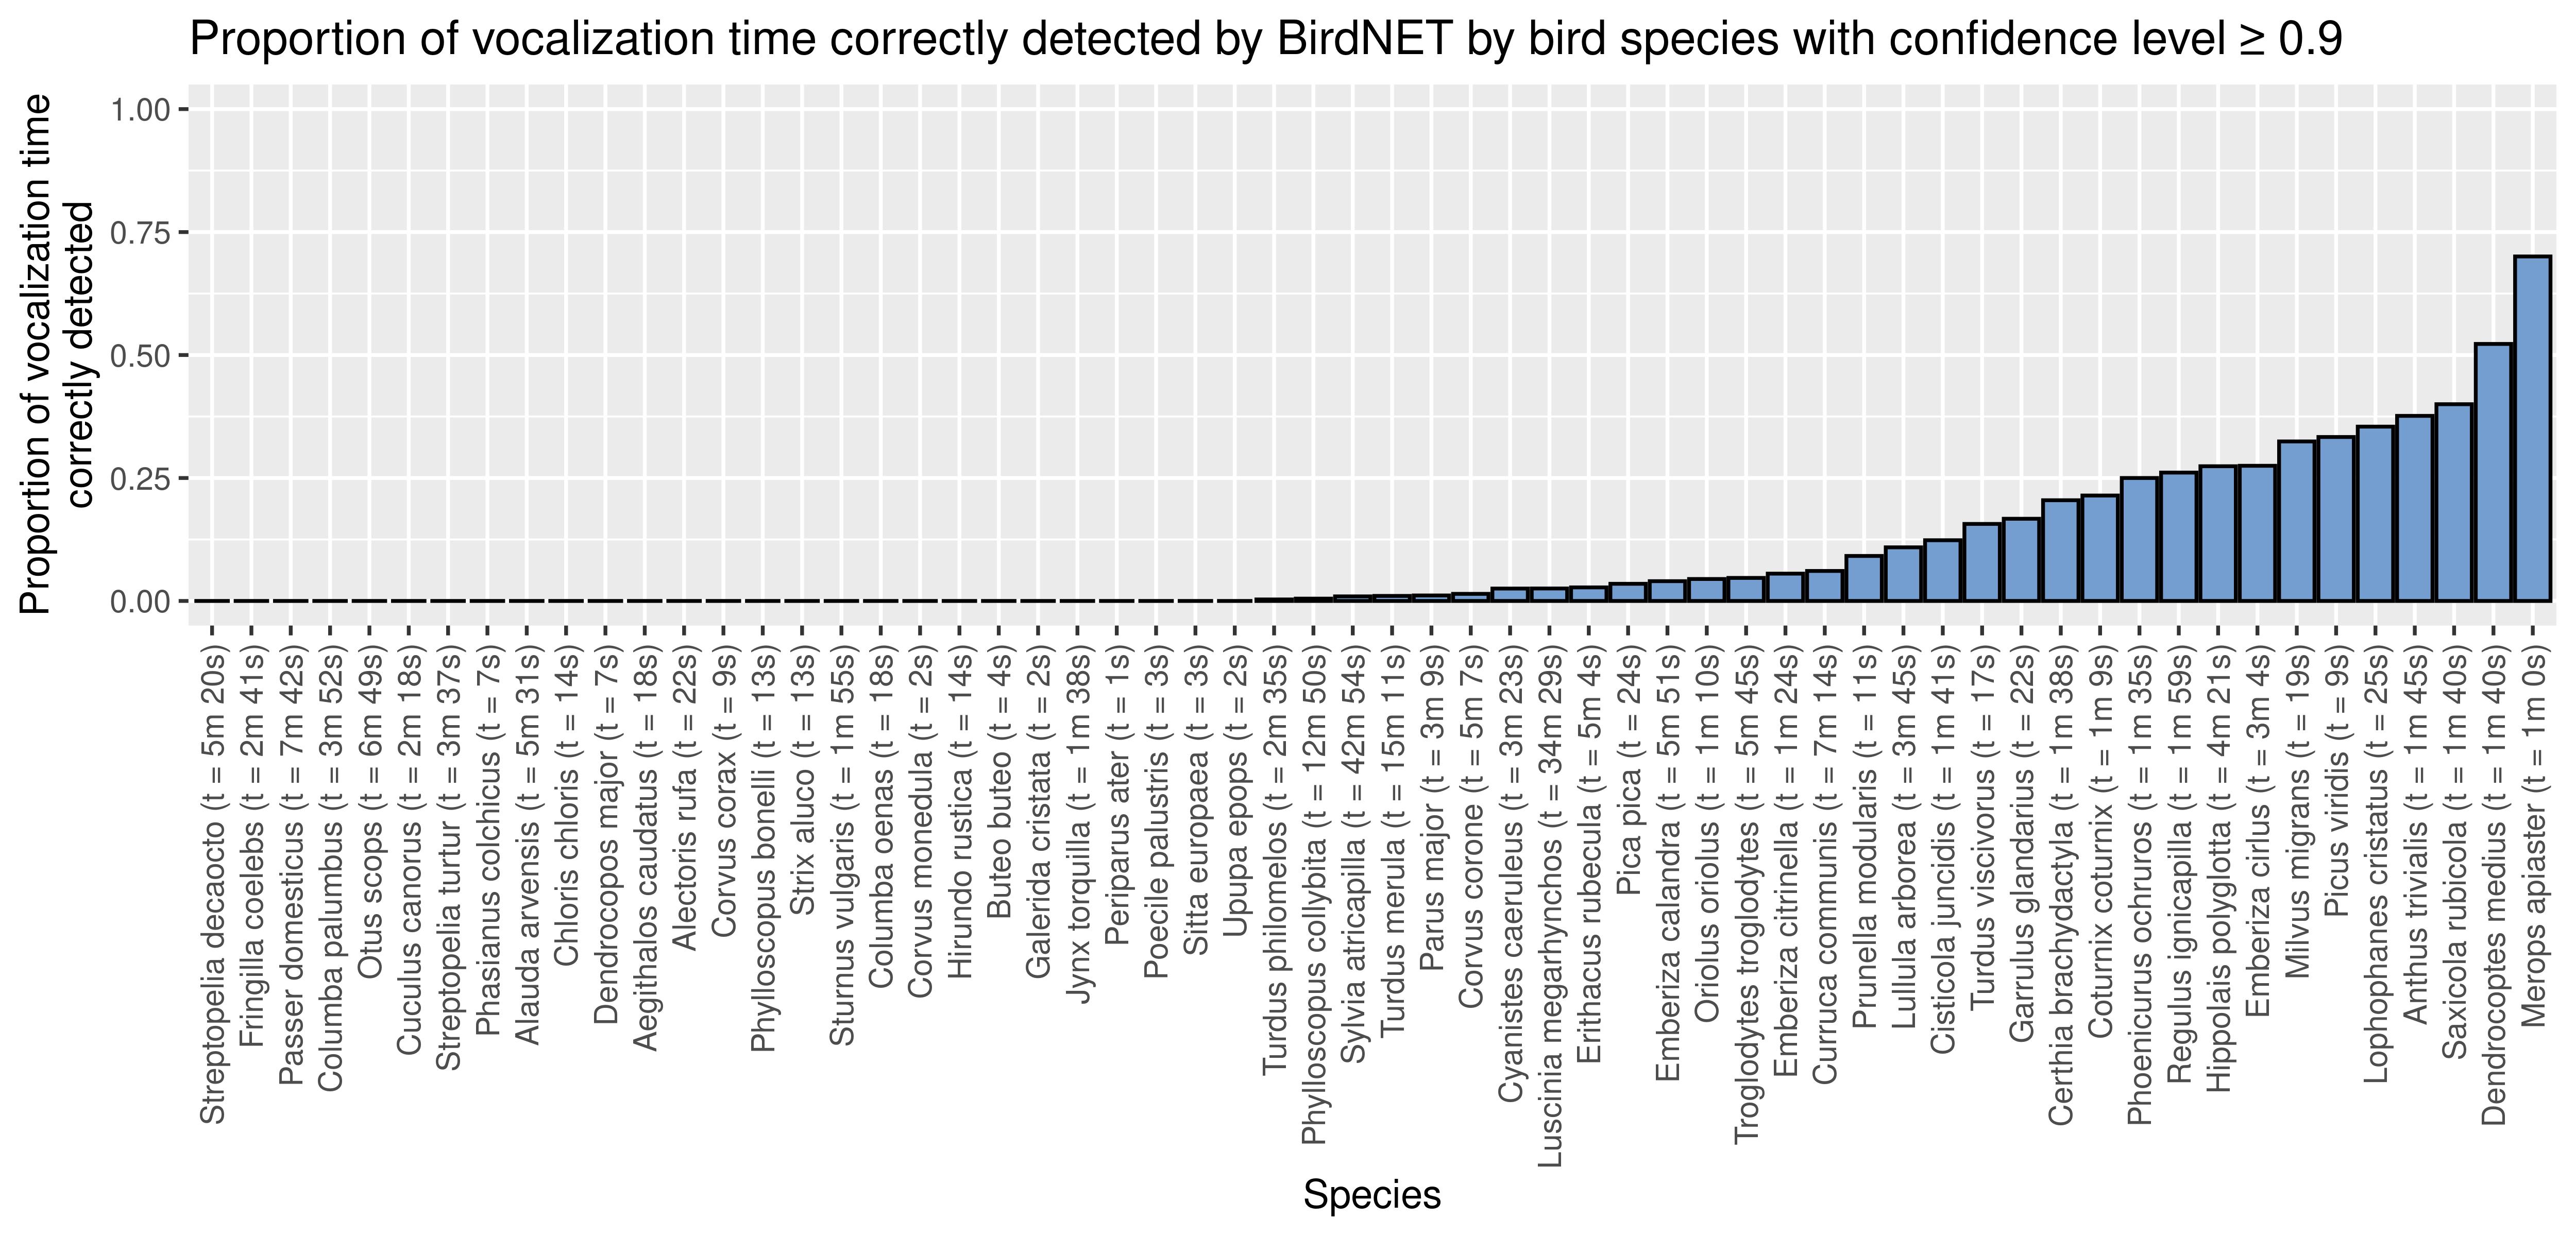 Proportion of vocalization time correctly detected by BirdNET by bird species with confidence level ≥ 0.9
Proportion of vocalization time
correctly detected
1.00
0.75
0.50
0.25
0.00
Streptopelia decaocto (t = 5m 20s)
Fringilla coelebs (t = 2m 41s)
Passer domesticus (t = 7m 42s)
Columba palumbus (t = 3m 52s)
Otus scops (t = 6m 49s)
Cuculus canorus (t = 2m 18s)
Streptopelia turtur (t = 3m 37s)
Phasianus colchicus (t = 7s)
Alauda arvensis (t = 5m 31s)
Chloris chloris (t = 14s)
Dendrocopos major (t = 7s)
Aegithalos caudatus (t = 18s)
Alectoris rufa (t = 22s)
Corvus corax (t = 9s)
Phylloscopus bonelli (t = 13s)
Strix aluco (t = 13s)
Sturnus vulgaris (t = 1m 55s)
Columba oenas (t = 18s)
Corvus monedula (t = 2s)
Hirundo rustica (t = 14s)
Buteo buteo (t = 4s)
Galerida cristata (t = 2s)
Jynx torquilla (t = 1m 38s)
Periparus ater (t = 1s)
Poecile palustris (t = 3s)
Sitta europaea (t = 3s)
Upupa epops (t = 2s)
Turdus philomelos (t = 2m 35s)
Phylloscopus collybita (t = 12m 50s)
Sylvia atricapilla (t = 42m 54s)
Turdus merula (t = 15m 11s)
Parus major (t = 3m 9s)
Corvus corone (t = 5m 7s)
Cyanistes caeruleus (t = 3m 23s)
Luscinia megarhynchos (t = 34m 29s)
Erithacus rubecula (t = 5m 4s)
Pica pica (t = 24s)
Emberiza calandra (t = 5m 51s)
Oriolus oriolus (t = 1m 10s)
Troglodytes troglodytes (t = 5m 45s)
Emberiza citrinella (t = 1m 24s)
Curruca communis (t = 7m 14s)
Prunella modularis (t = 11s)
Lullula arborea (t = 3m 45s)
Cisticola juncidis (t = 1m 41s)
Turdus viscivorus (t = 17s)
Garrulus glandarius (t = 22s)
Certhia brachydactyla (t = 1m 38s)
Coturnix coturnix (t = 1m 9s)
Phoenicurus ochruros (t = 1m 35s)
Regulus ignicapilla (t = 1m 59s)
Hippolais polyglotta (t = 4m 21s)
Emberiza cirlus (t = 3m 4s)
Milvus migrans (t = 19s)
Picus viridis (t = 9s)
Lophophanes cristatus (t = 25s)
Anthus trivialis (t = 1m 45s)
Saxicola rubicola (t = 1m 40s)
Dendrocoptes medius (t = 1m 40s)
Merops apiaster (t = 1m 0s)
Species